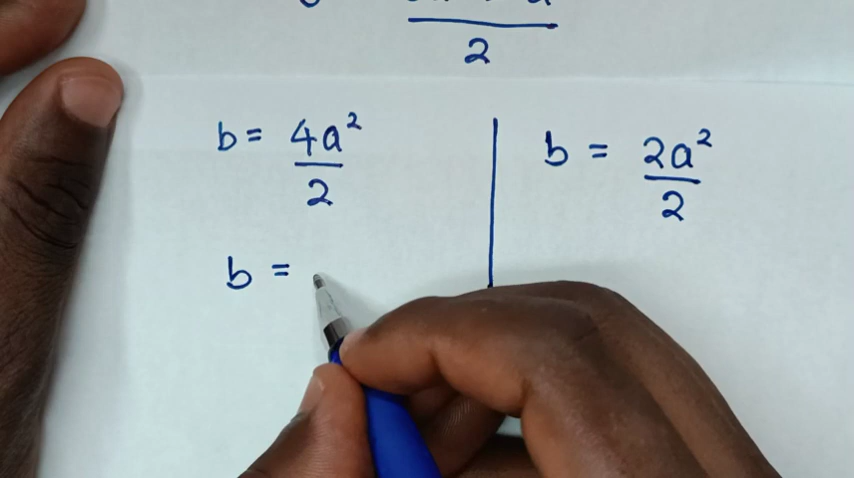 2
b = 4a²/2
b =
b = 2a²/2